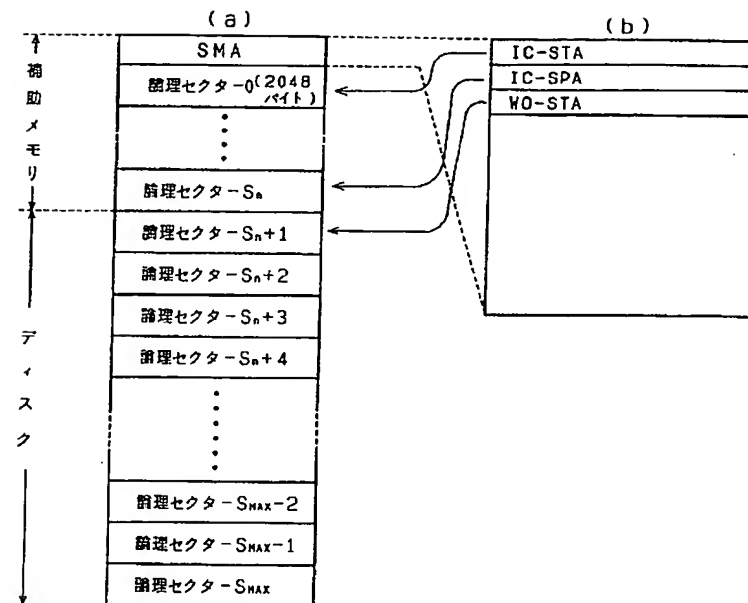 (a)
(b)
SMA
論理セクター-0(2048
バイト)
論理セクター-Sn
論理セクター-Sn+1
論理セクター-Sn+2
論理セクター-Sn+3
論理セクター-Sn+4
論理セクター-SMAX-2
論理セクター-SMAX-1
論理セクター-SMAX
補助メモリ
ディスク
IC-STA
IC-SPA
WO-STA